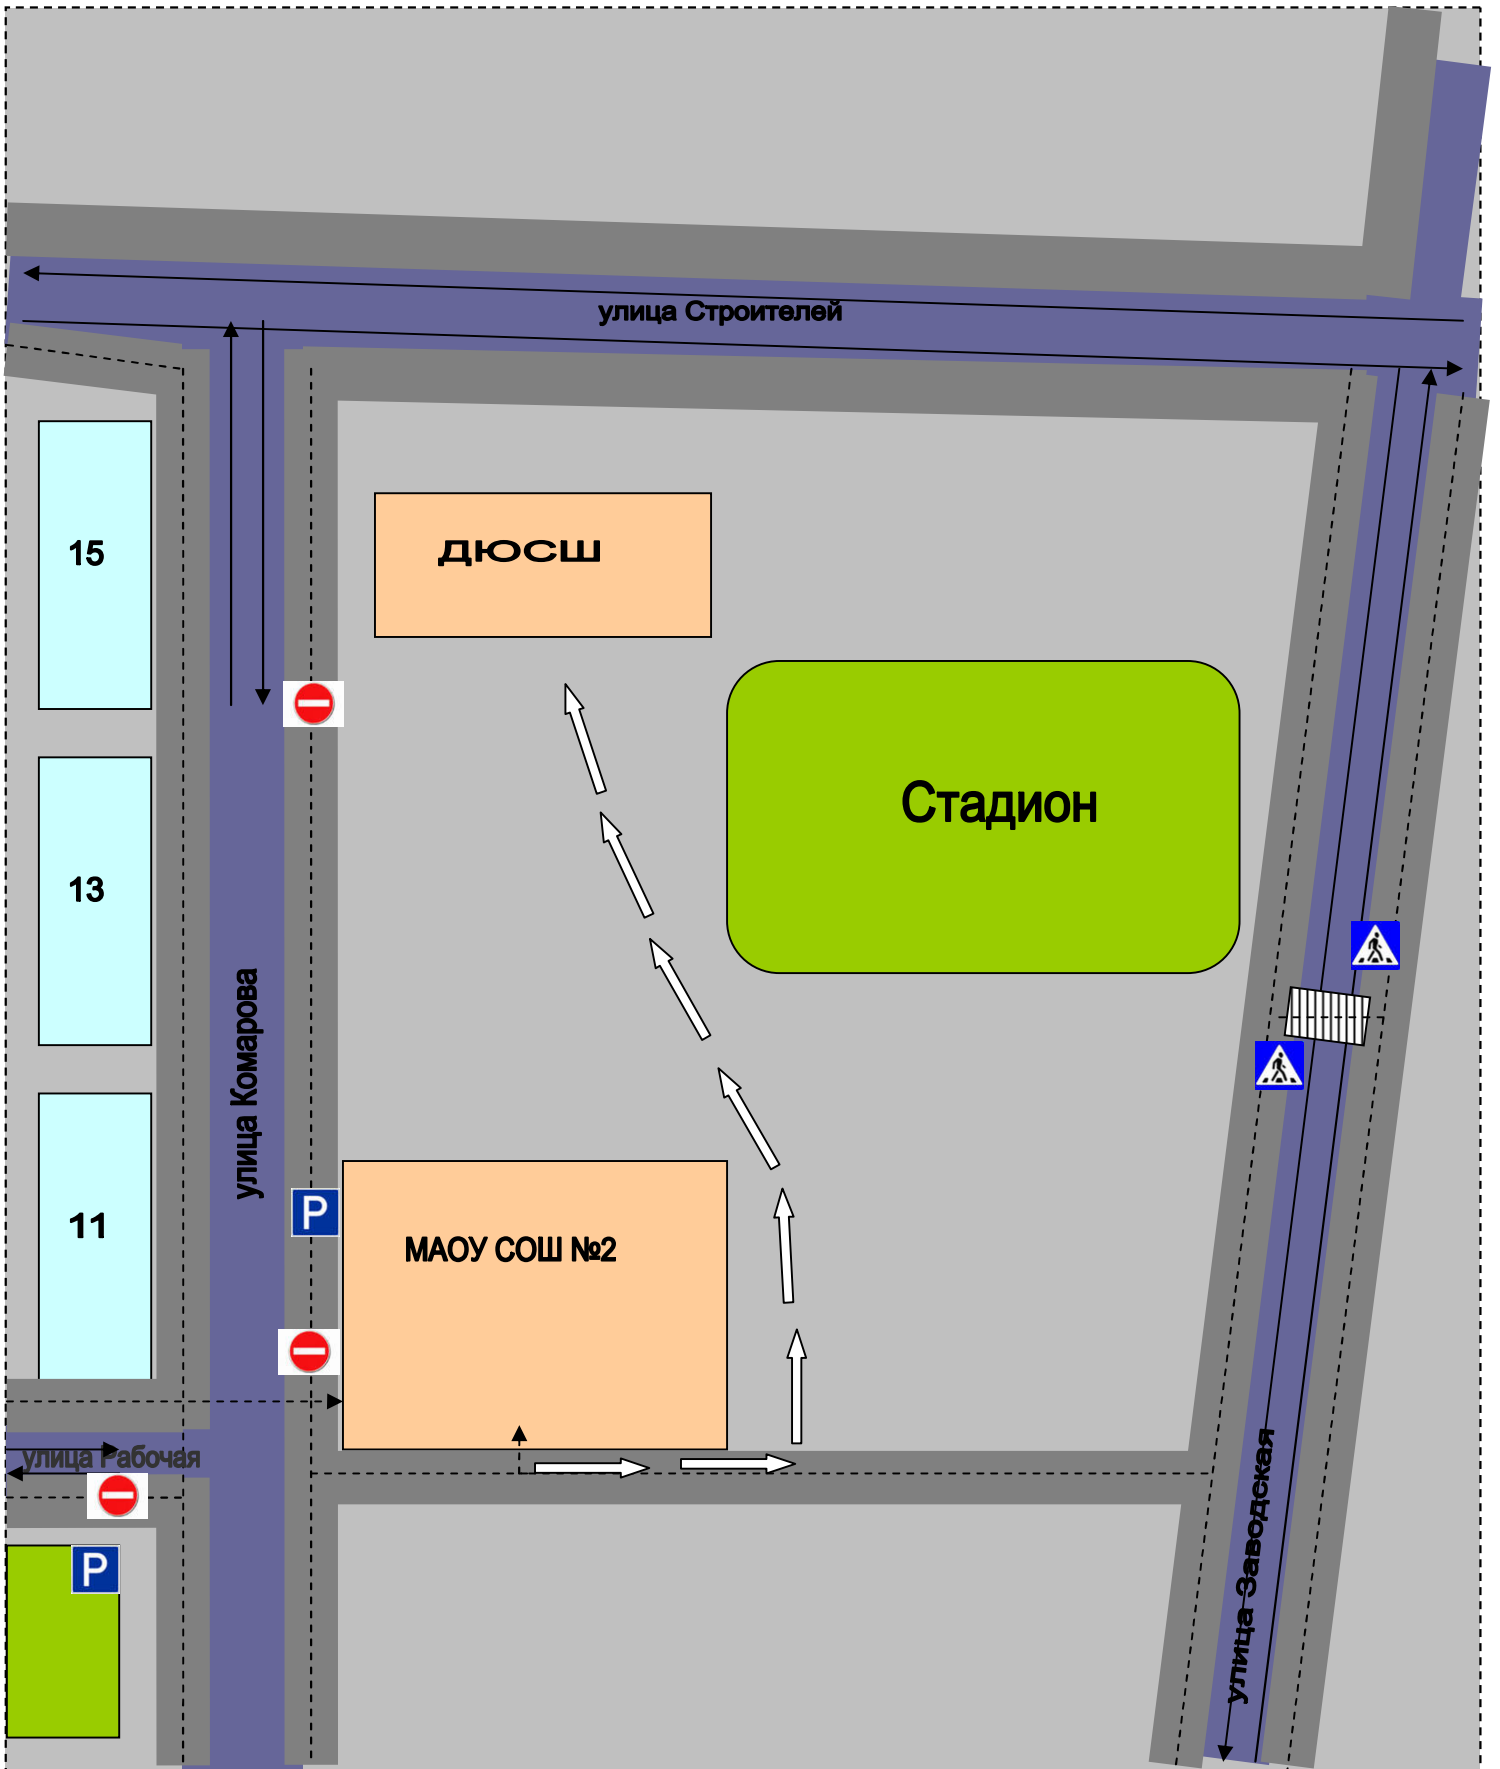 улица Строителей
15
ДЮСШ
13
Стадион
улица Комарова
11
P
МАОУ СОШ №2
улица Рабочая
улица Заводская
P